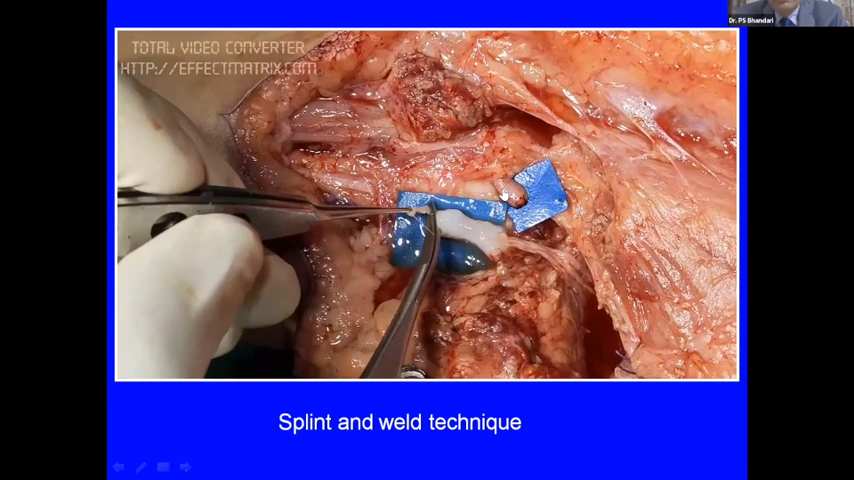 Dr. PS Bhandari
TOTAL VIDEO CONVERTER
HTTP://EFFECTMATRIX.COM
Splint and weld technique